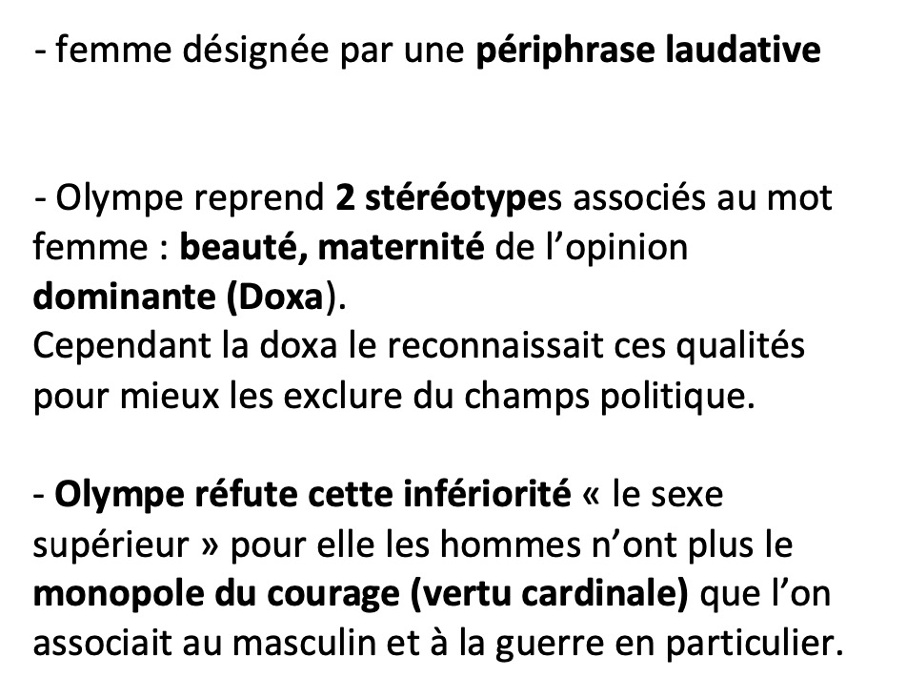 - femme désignée par une périphrase laudative
- Olympe reprend 2 stéréotypes associés au mot
femme : beauté, maternité de l’opinion
dominante (Doxa).
Cependant la doxa le reconnaissait ces qualités
pour mieux les exclure du champs politique.
- Olympe réfute cette infériorité « le sexe
supérieur » pour elle les hommes n’ont plus le
monopole du courage (vertu cardinale) que l’on
associait au masculin et à la guerre en particulier.